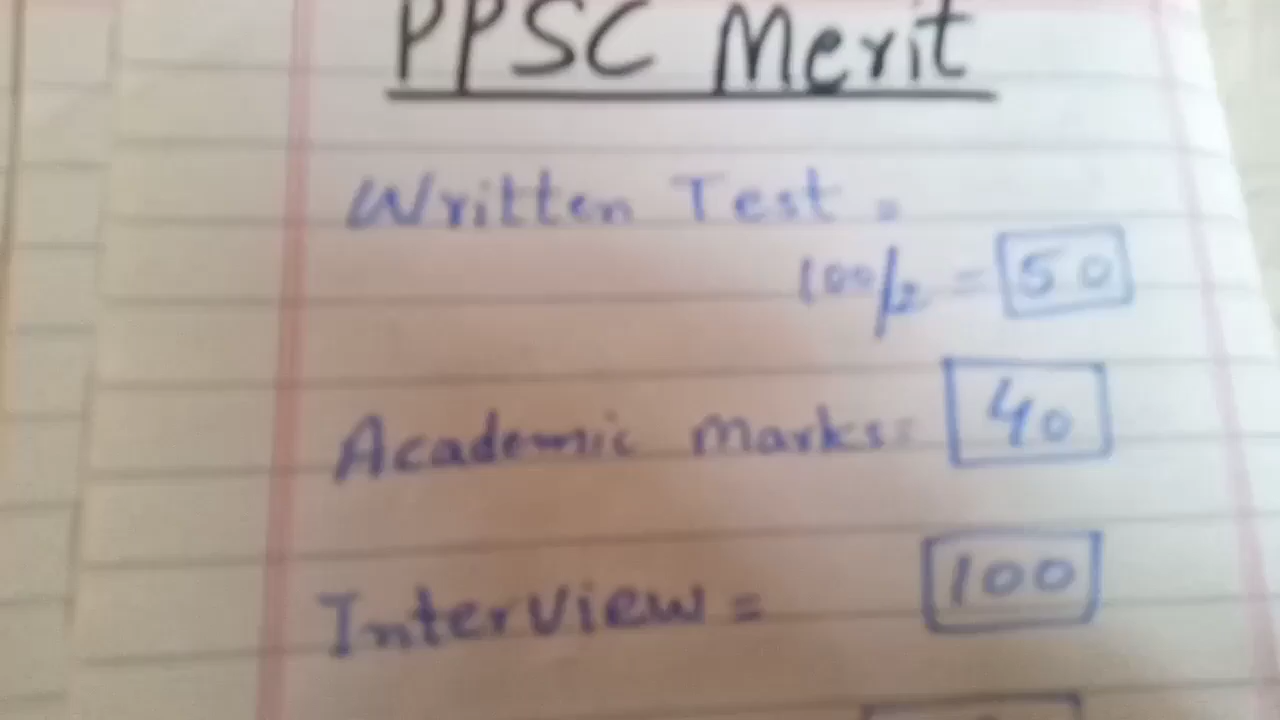 PPSC Merit
Written Test =
100/2 = 50
Academic Marks = 40
Interview = 100